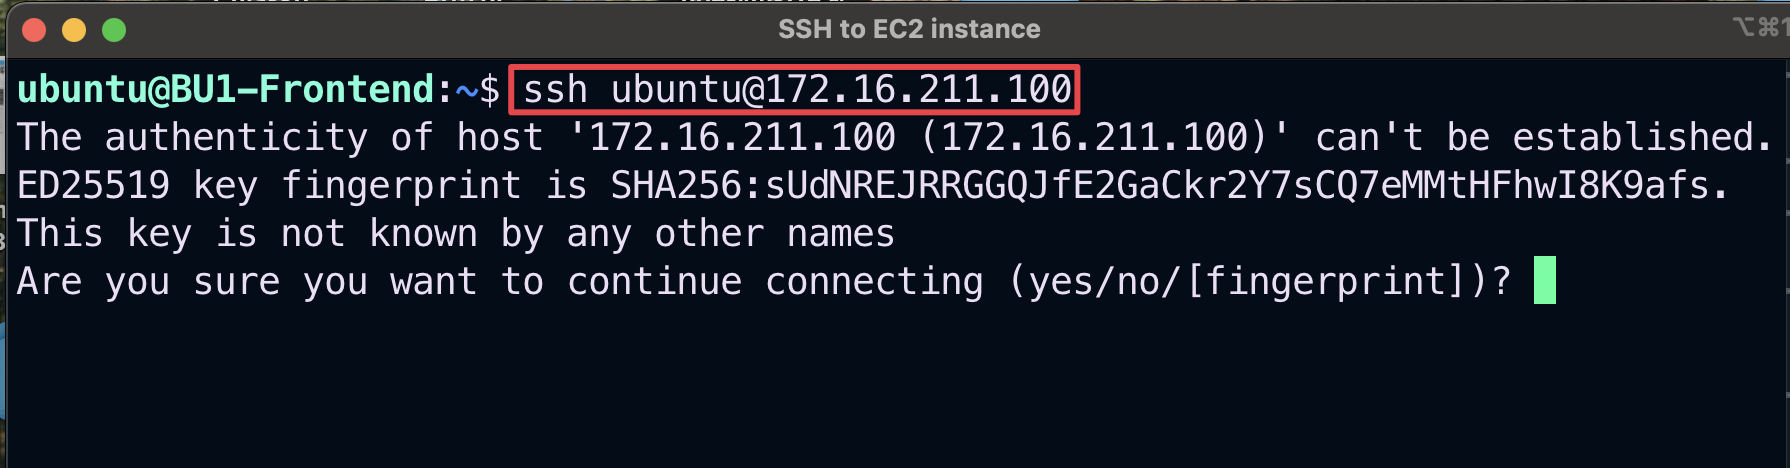 SSH to EC2 instance
⌥⌘1
ubuntu@BU1-Frontend:~$ ssh ubuntu@172.16.211.100
The authenticity of host '172.16.211.100 (172.16.211.100)' can't be established.
ED25519 key fingerprint is SHA256:sUdNREJRRGGQJfE2GaCkr2Y7sCQ7eMMtHFhwI8K9afs.
This key is not known by any other names
Are you sure you want to continue connecting (yes/no/[fingerprint])?